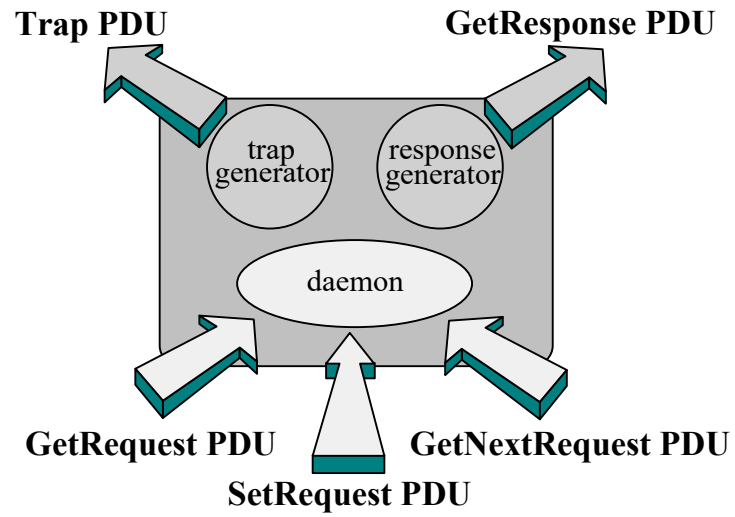 Trap PDU
GetResponse PDU
trap
generator
response
generator
daemon
GetRequest PDU
GetNextRequest PDU
SetRequest PDU